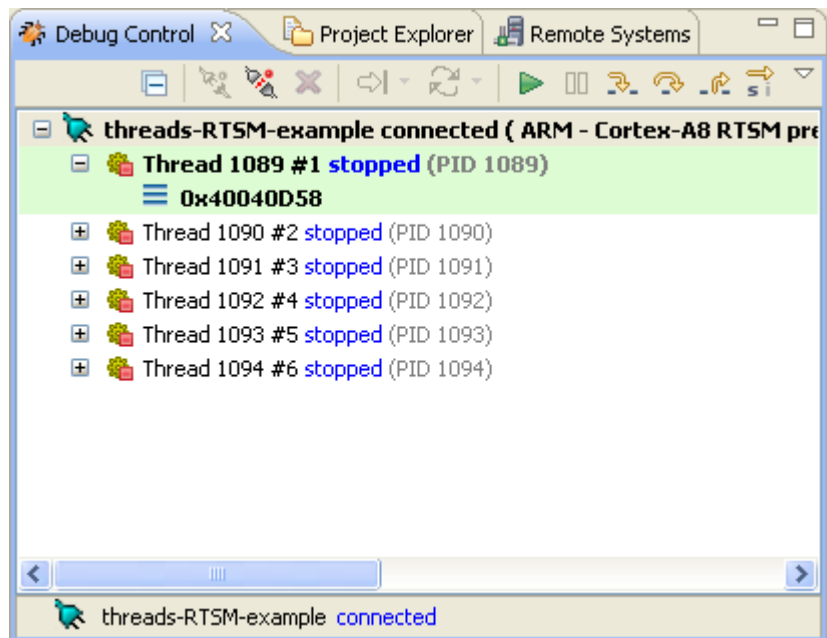 Debug Control Project Explorer Remote Systems
s i
threads-RTSM-example connected ( ARM - Cortex-A8 RTSM pre
Thread 1089 #1 stopped (PID 1089)
0x40040D58
Thread 1090 #2 stopped (PID 1090)
Thread 1091 #3 stopped (PID 1091)
Thread 1092 #4 stopped (PID 1092)
Thread 1093 #5 stopped (PID 1093)
Thread 1094 #6 stopped (PID 1094)
threads-RTSM-example connected